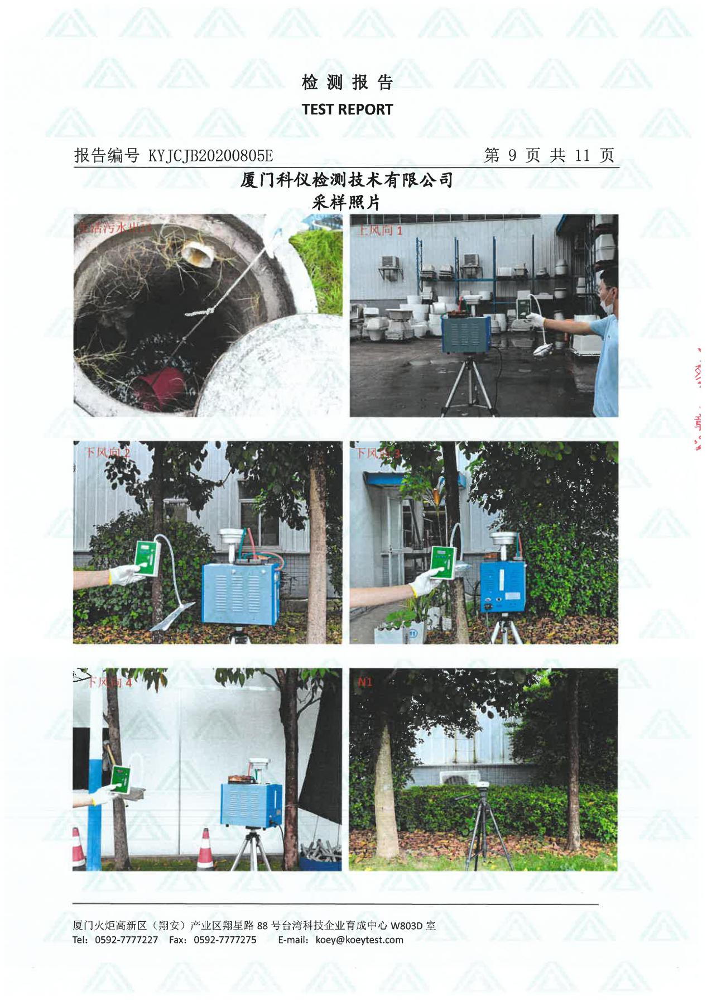 检测报告
TEST REPORT
报告编号 KYJCJB20200805E
第 9 页 共 11 页
厦门科仪检测技术有限公司
采样照片
生活污水出口
上风向 1
下风向 2
下风向 3
下风向 4
N1
章
厦门火炬高新区（翔安）产业区翔星路 88 号台湾科技企业育成中心 W803D 室
Tel: 0592-7777227 Fax: 0592-7777275 E-mail: koey@koeytest.com